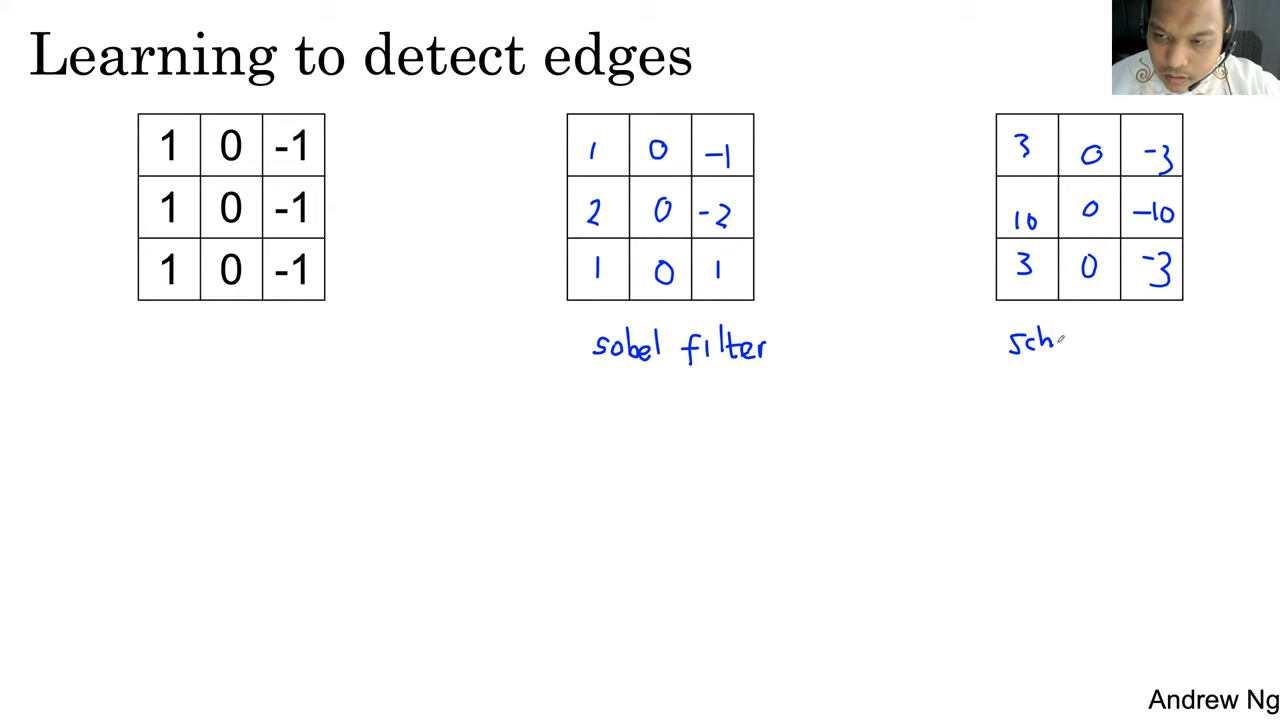 Learning to detect edges
1 0 -1 1 0 -1 3 0 -3
1 0 -1 2 0 -2 10 0 -10
1 0 -1 1 0 1 3 0 -3
sobel filter sch
Andrew Ng